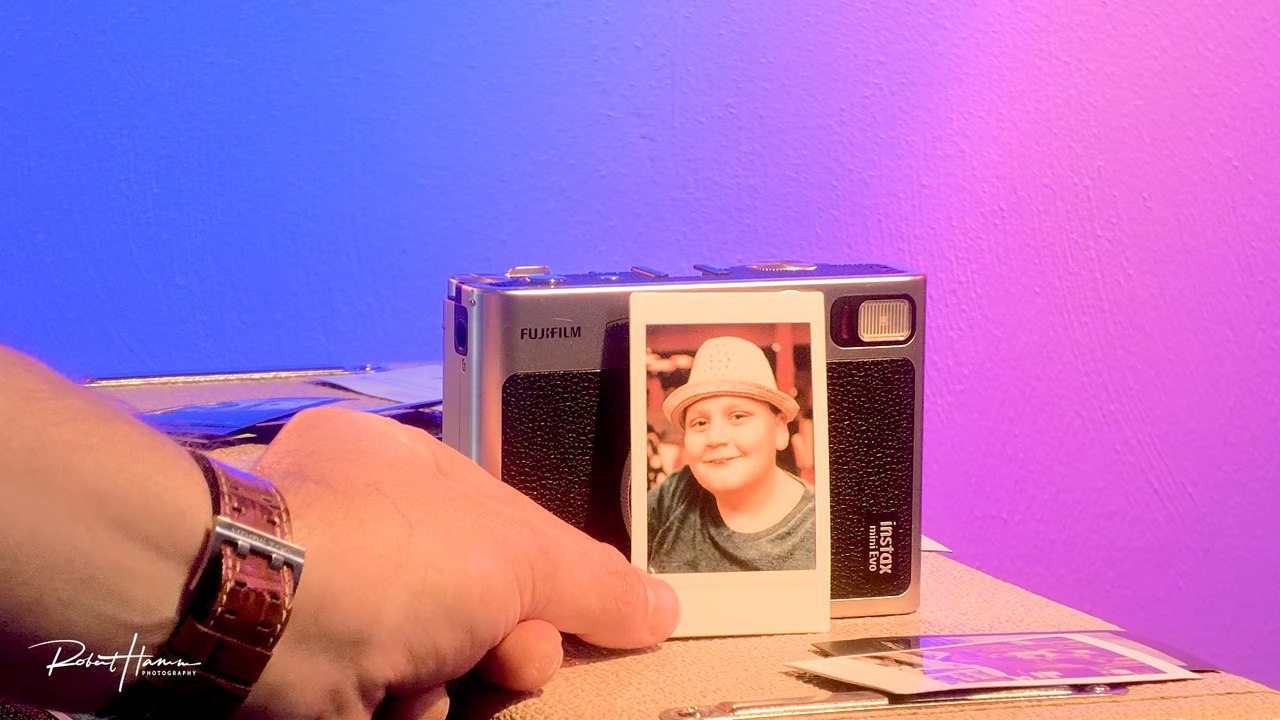 FUJIFILM
instax
mini Evo
Robert Hamm
PHOTOGRAPHY